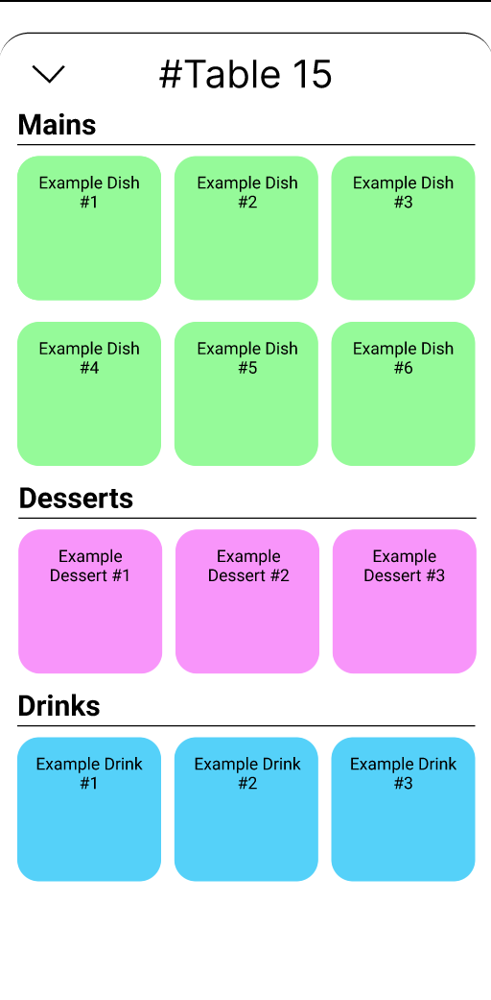 #Table 15
Mains
Example Dish
#1
Example Dish
#2
Example Dish
#3
Example Dish
#4
Example Dish
#5
Example Dish
#6
Desserts
Example
Dessert #1
Example
Dessert #2
Example
Dessert #3
Drinks
Example Drink
#1
Example Drink
#2
Example Drink
#3